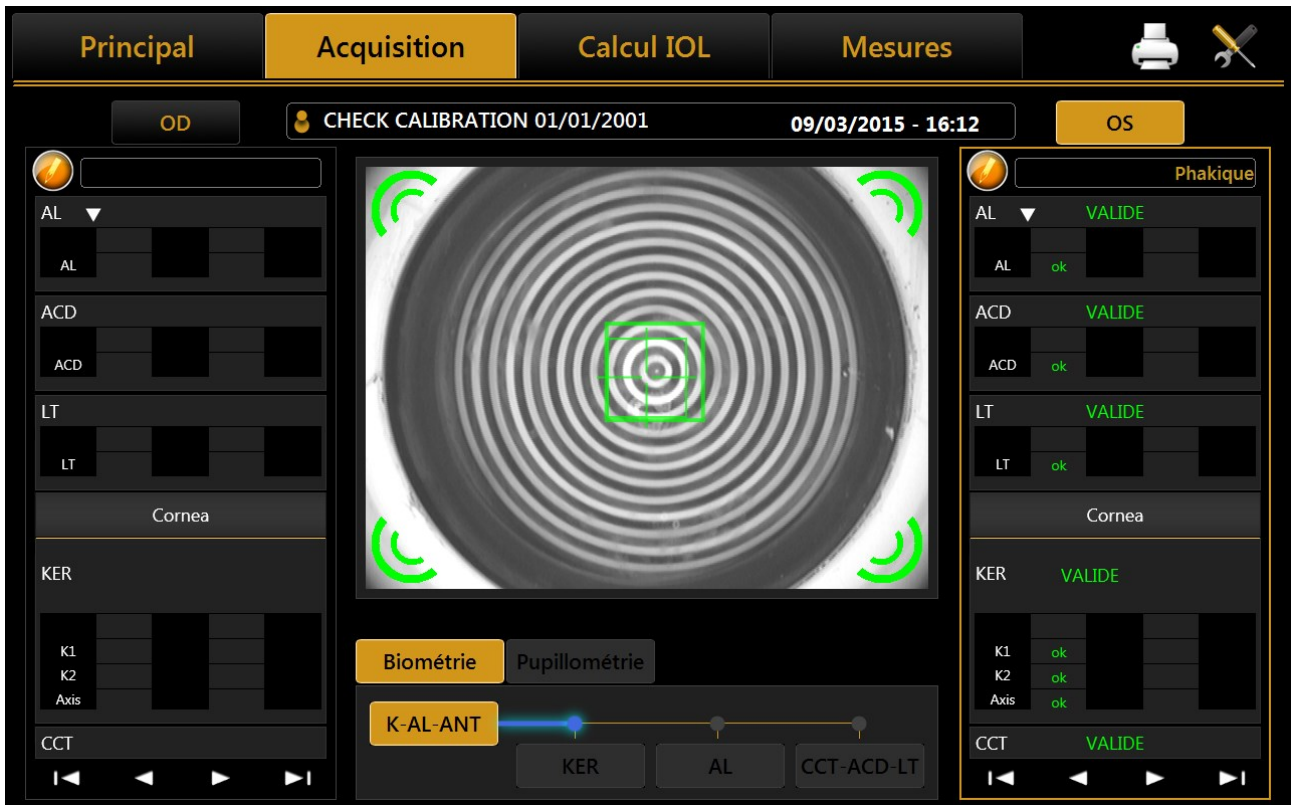 Principal Acquisition Calcul IOL Mesures
OD CHECK CALIBRATION 01/01/2001 09/03/2015 - 16:12 OS
AL
AL
ACD
ACD
LT
LT
Cornea
KER
K1
K2
Axis
CCT
Biométrie Pupillométrie
K-AL-ANT
KER AL CCT-ACD-LT
Phakique
AL VALIDE
AL ok
ACD VALIDE
ACD ok
LT VALIDE
LT ok
Cornea
KER VALIDE
K1 ok
K2 ok
Axis ok
CCT VALIDE